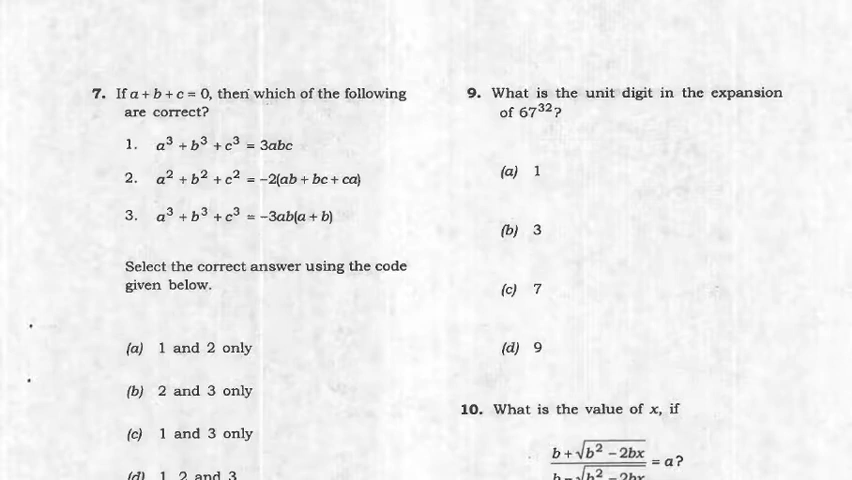 7. If a + b + c = 0, then which of the following
are correct?
1. a³ + b³ + c³ = 3abc
2. a² + b² + c² = –2(ab + bc + ca)
3. a³ + b³ + c³ = –3ab(a + b)
Select the correct answer using the code
given below.
(a) 1 and 2 only
(b) 2 and 3 only
(c) 1 and 3 only
(d) 1, 2 and 3
9. What is the unit digit in the expansion
of 67³²?
(a) 1
(b) 3
(c) 7
(d) 9
10. What is the value of x, if
b + √b² – 2bx
= a?
b – √b² – 2bx